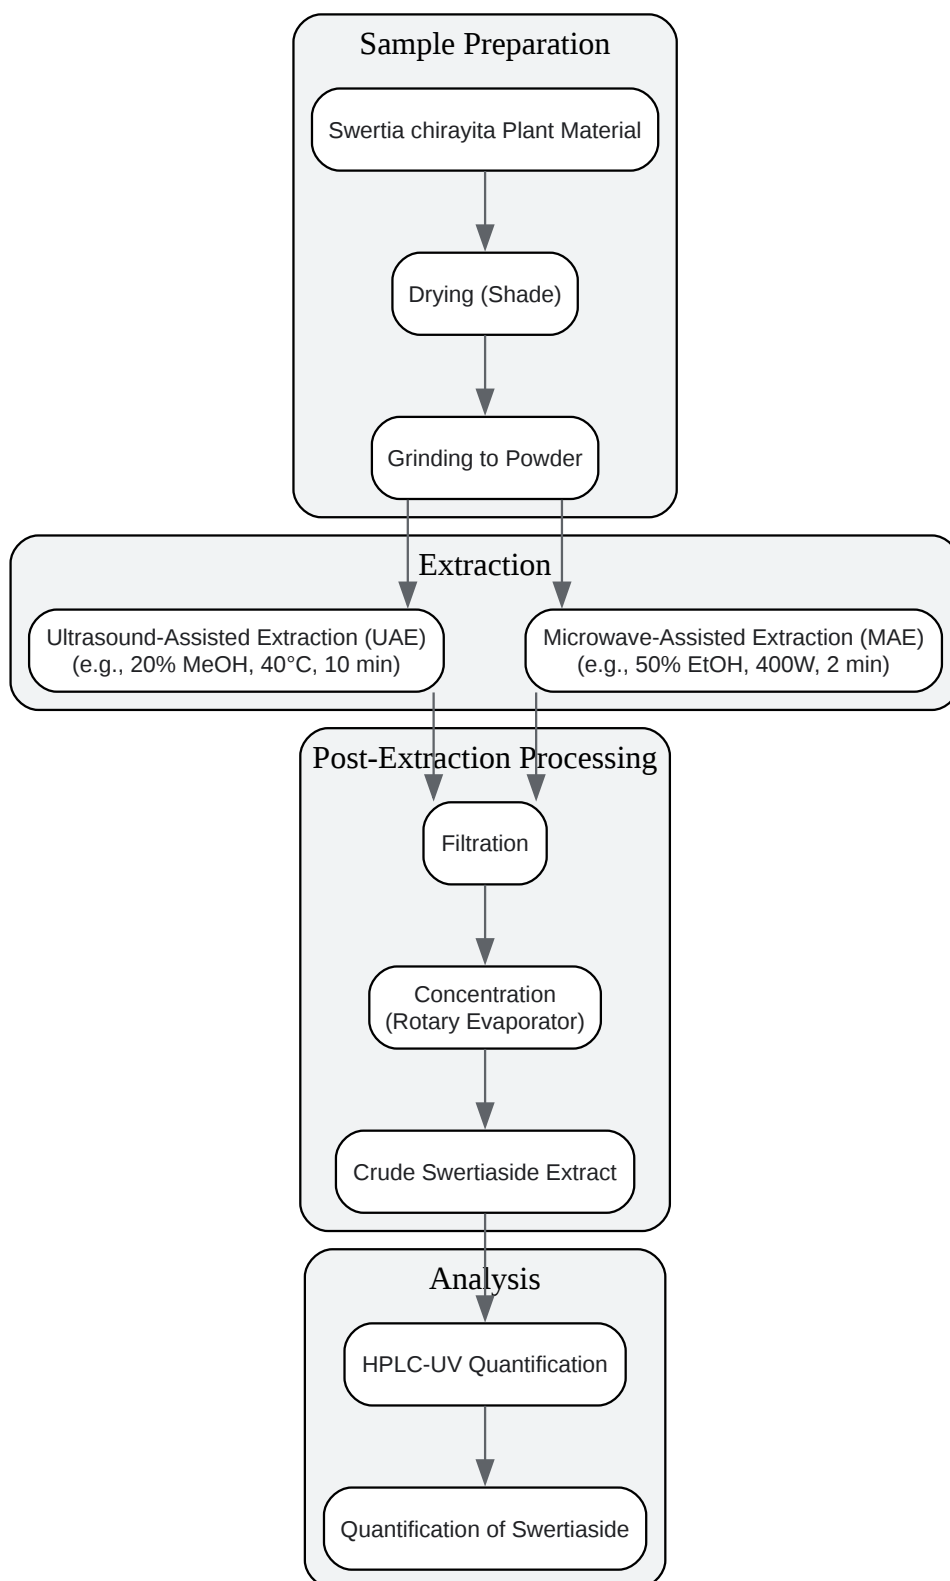 Sample Preparation
Swertia chirayita Plant Material
Drying (Shade)
Grinding to Powder
Extraction
Ultrasound-Assisted Extraction (UAE)
(e.g., 20% MeOH, 40°C, 10 min)
Microwave-Assisted Extraction (MAE)
(e.g., 50% EtOH, 400W, 2 min)
Post-Extraction Processing
Filtration
Concentration
(Rotary Evaporator)
Crude Swertiaside Extract
Analysis
HPLC-UV Quantification
Quantification of Swertiaside